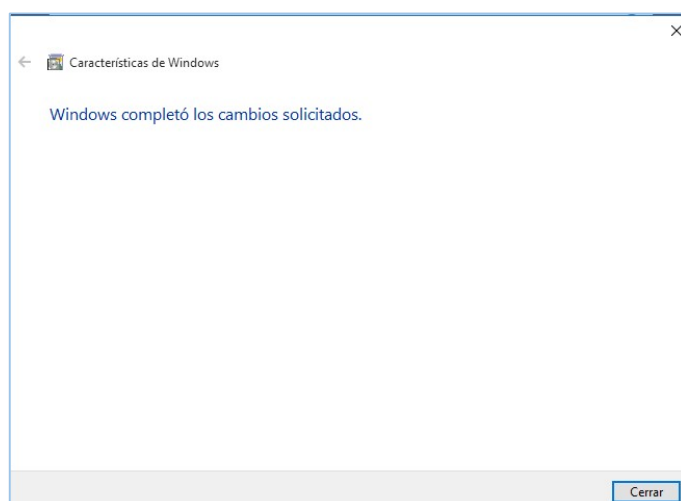 Características de Windows
Windows completó los cambios solicitados.
Cerrar